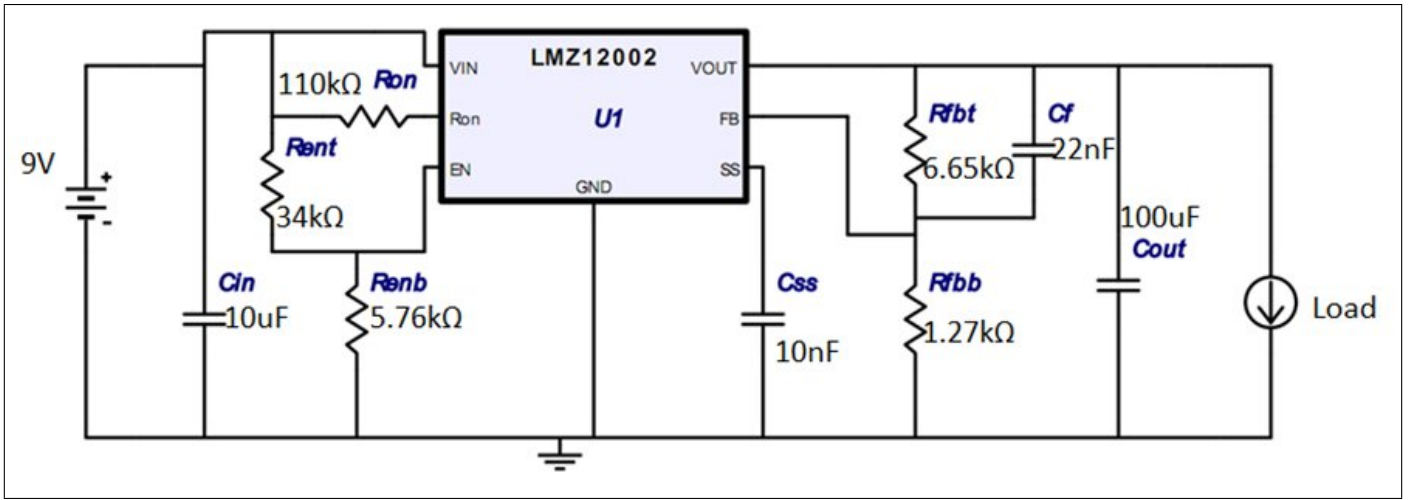 LMZ12002
VIN
VOUT
110kΩ Ron
Ron
U1
FB
Rfbt
Cf
9V
+
-
Rent
EN
SS
22nF
6.65kΩ
GND
34kΩ
100uF
Cout
Cin
Renb
Css
Rfbb
10uF
5.76kΩ
10nF
1.27kΩ
Load